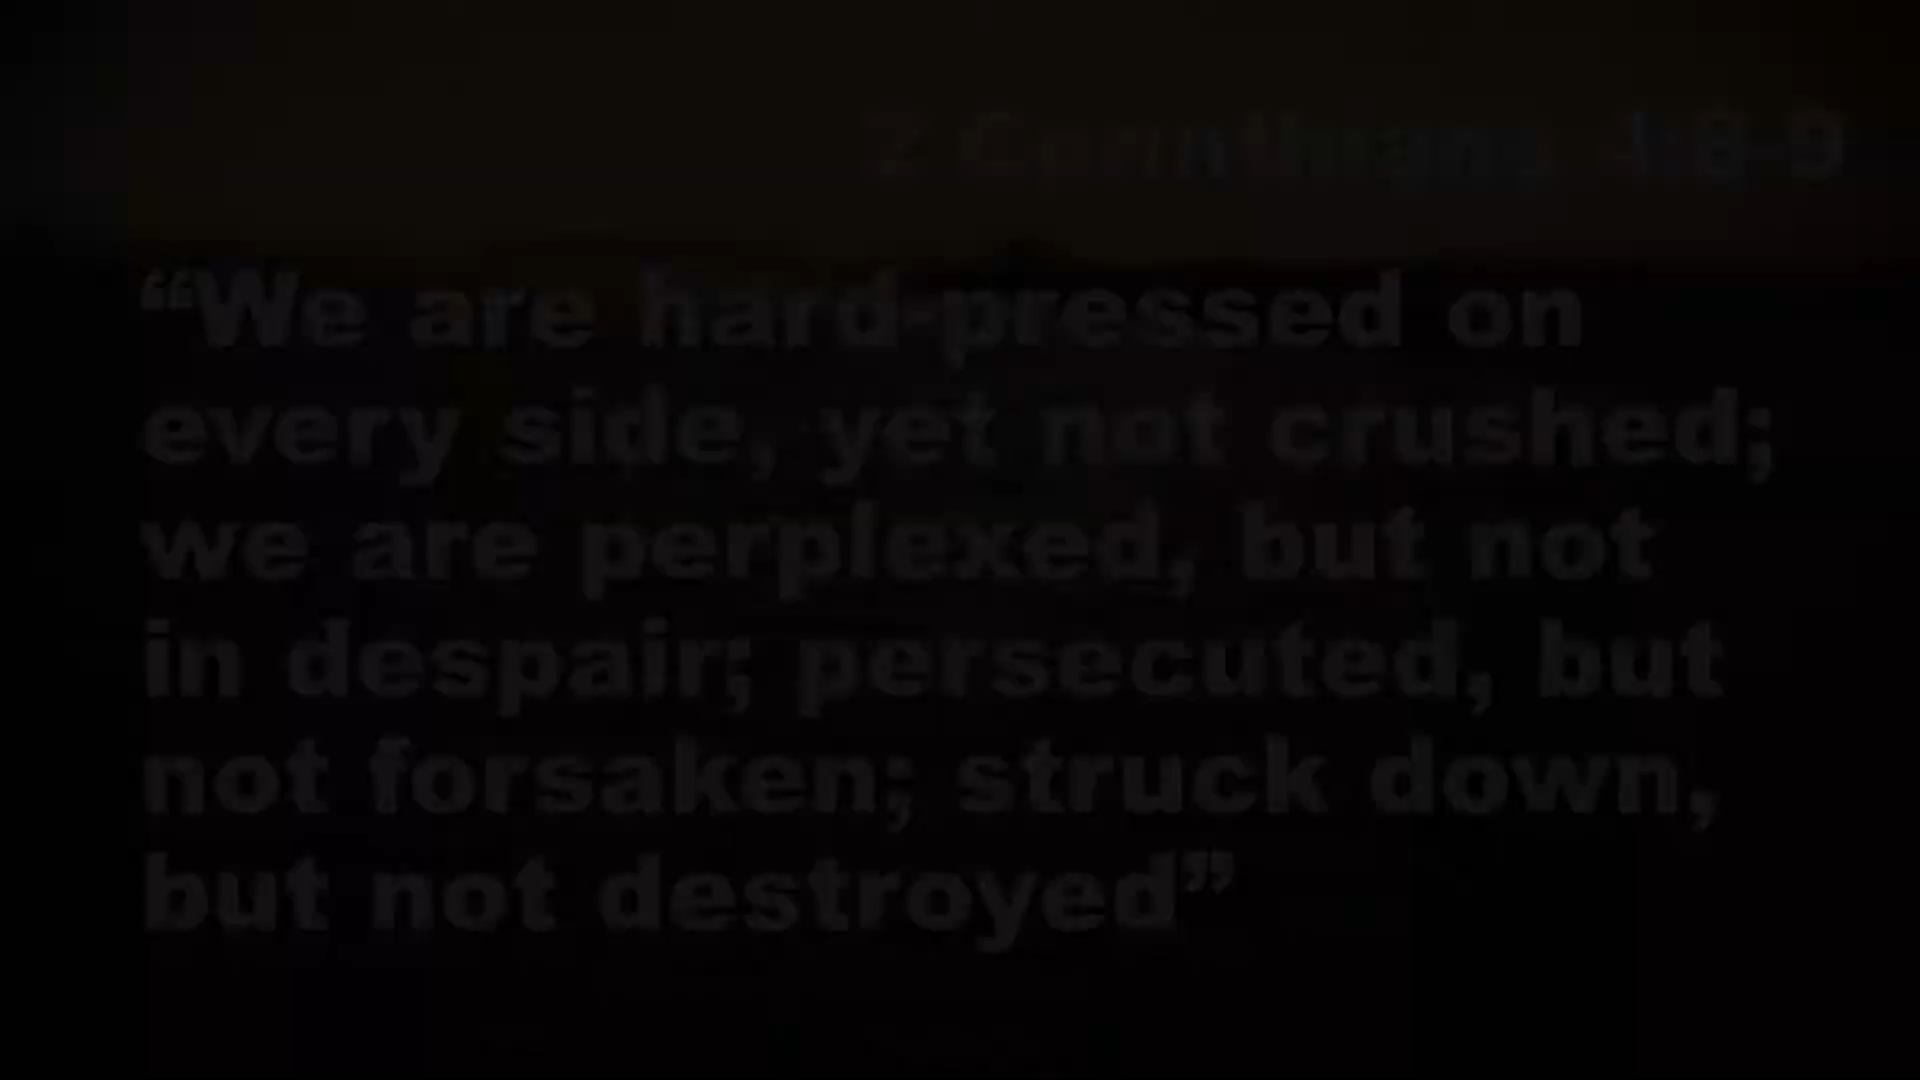 2 Corinthians 4:8-9
“We are hard-pressed on
every side, yet not crushed;
we are perplexed, but not
in despair; persecuted, but
not forsaken; struck down,
but not destroyed”